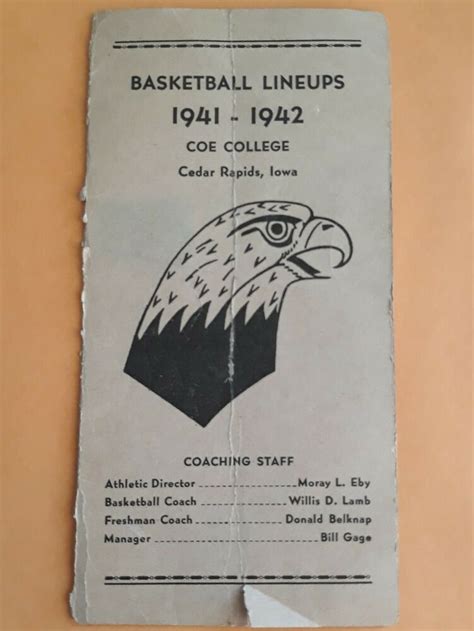 BASKETBALL LINEUPS
1941 - 1942
COE COLLEGE
Cedar Rapids, Iowa
COACHING STAFF
Athletic Director Moray L. Eby
Basketball Coach Willis D. Lamb
Freshman Coach Donald Belknap
Manager Bill Gage